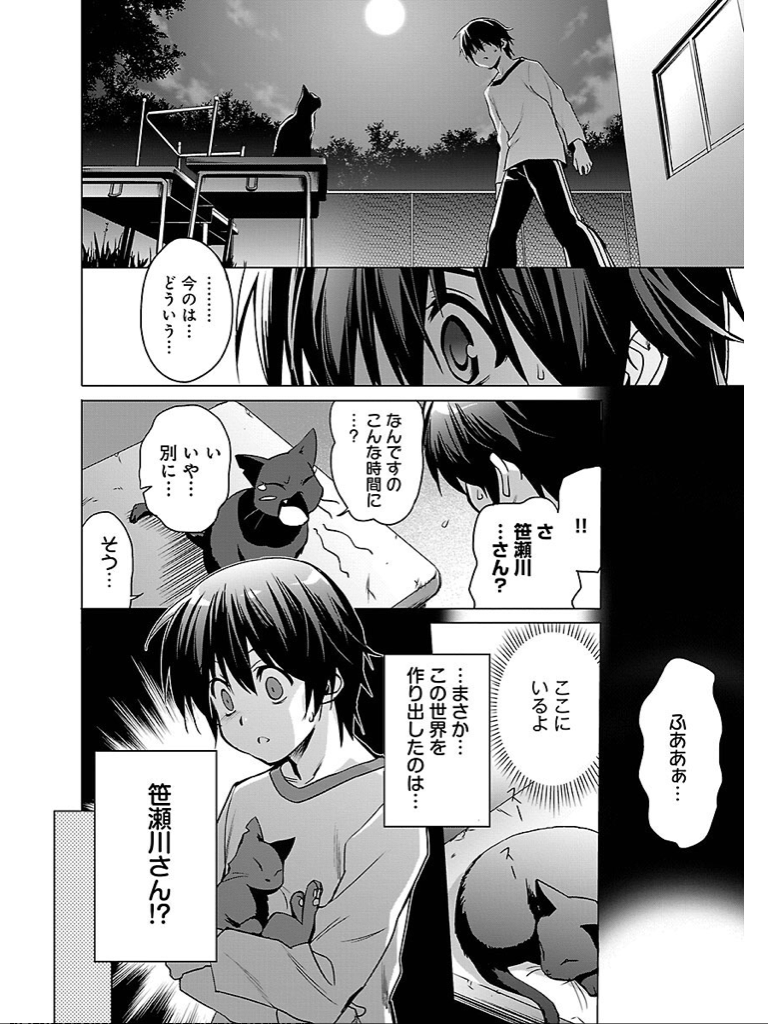 ………
今のは…
どういう…
ふあああぁ…
!!
さ
笹瀬川
…さん？
なんですの
こんな時間に
…？
い
いや…
別に…
そう…
ここに
いるよ
…まさか…
この世界を
作り出したのは…
笹瀬川さん!?